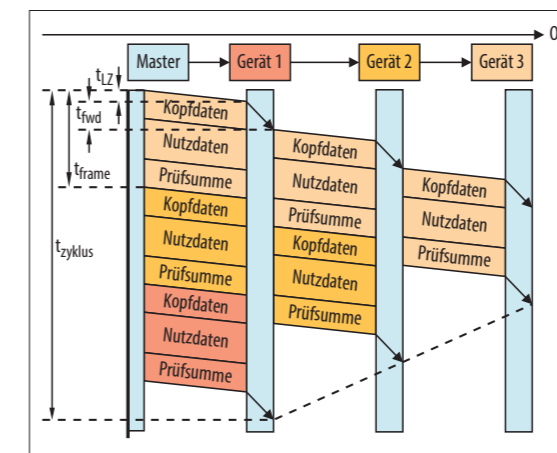 O
Master
Gerät 1
Gerät 2
Gerät 3
tLZ
tfwd
tframe
tzyklus
Kopfdaten
Nutzdaten
Prüfsumme
Kopfdaten
Nutzdaten
Prüfsumme
Kopfdaten
Nutzdaten
Prüfsumme
Kopfdaten
Nutzdaten
Prüfsumme
Kopfdaten
Nutzdaten
Prüfsumme
Kopfdaten
Nutzdaten
Prüfsumme